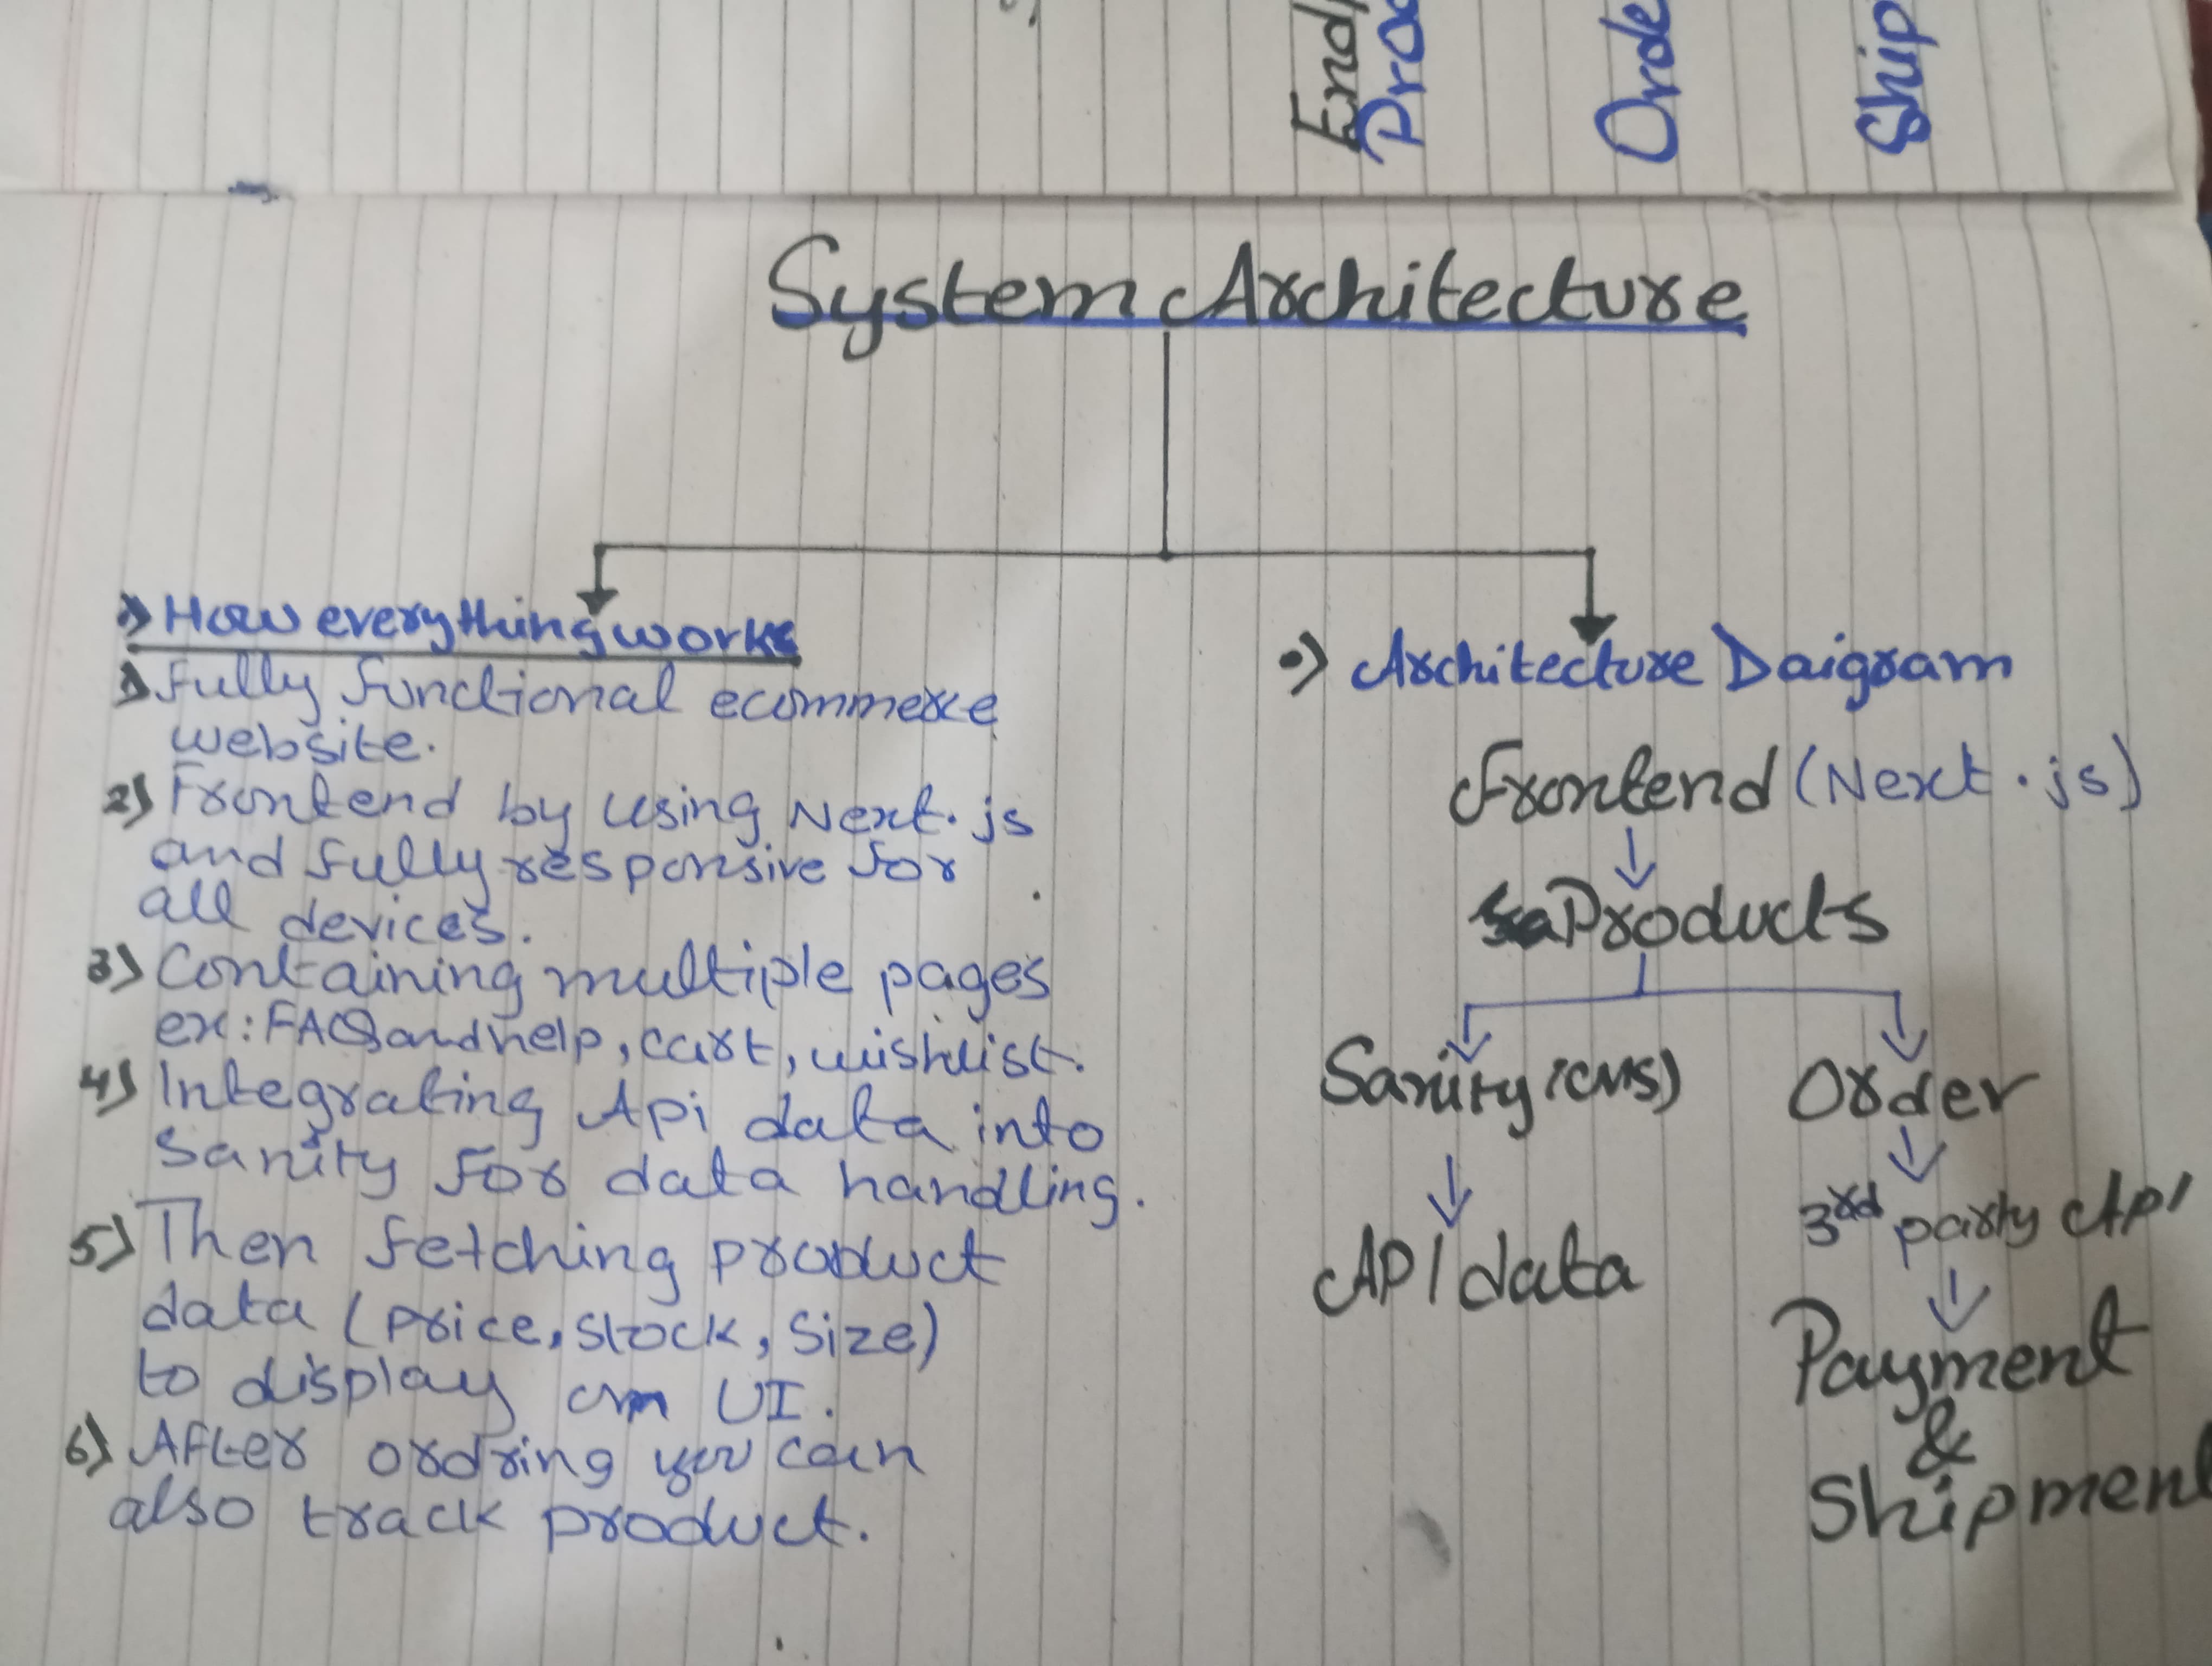 Orde
Ship
System Architecture
How everything works
1) Fully functional ecommerce
website.
2) Frontend by using Next.js
and fully responsive for
all devices.
3) Containing multiple pages
ex: FAQs and help, cart, wishlist.
4) Integrating Api data into
Sanity for data handling.
5) Then fetching product
data (price, stock, size)
to display on UI.
6) After ordring you can
also track product.
Architecture Daigram
Frontend (Next.js)
Products
Sanity (CMS)
Order
API data
3rd party API
Payment
&
Shipment